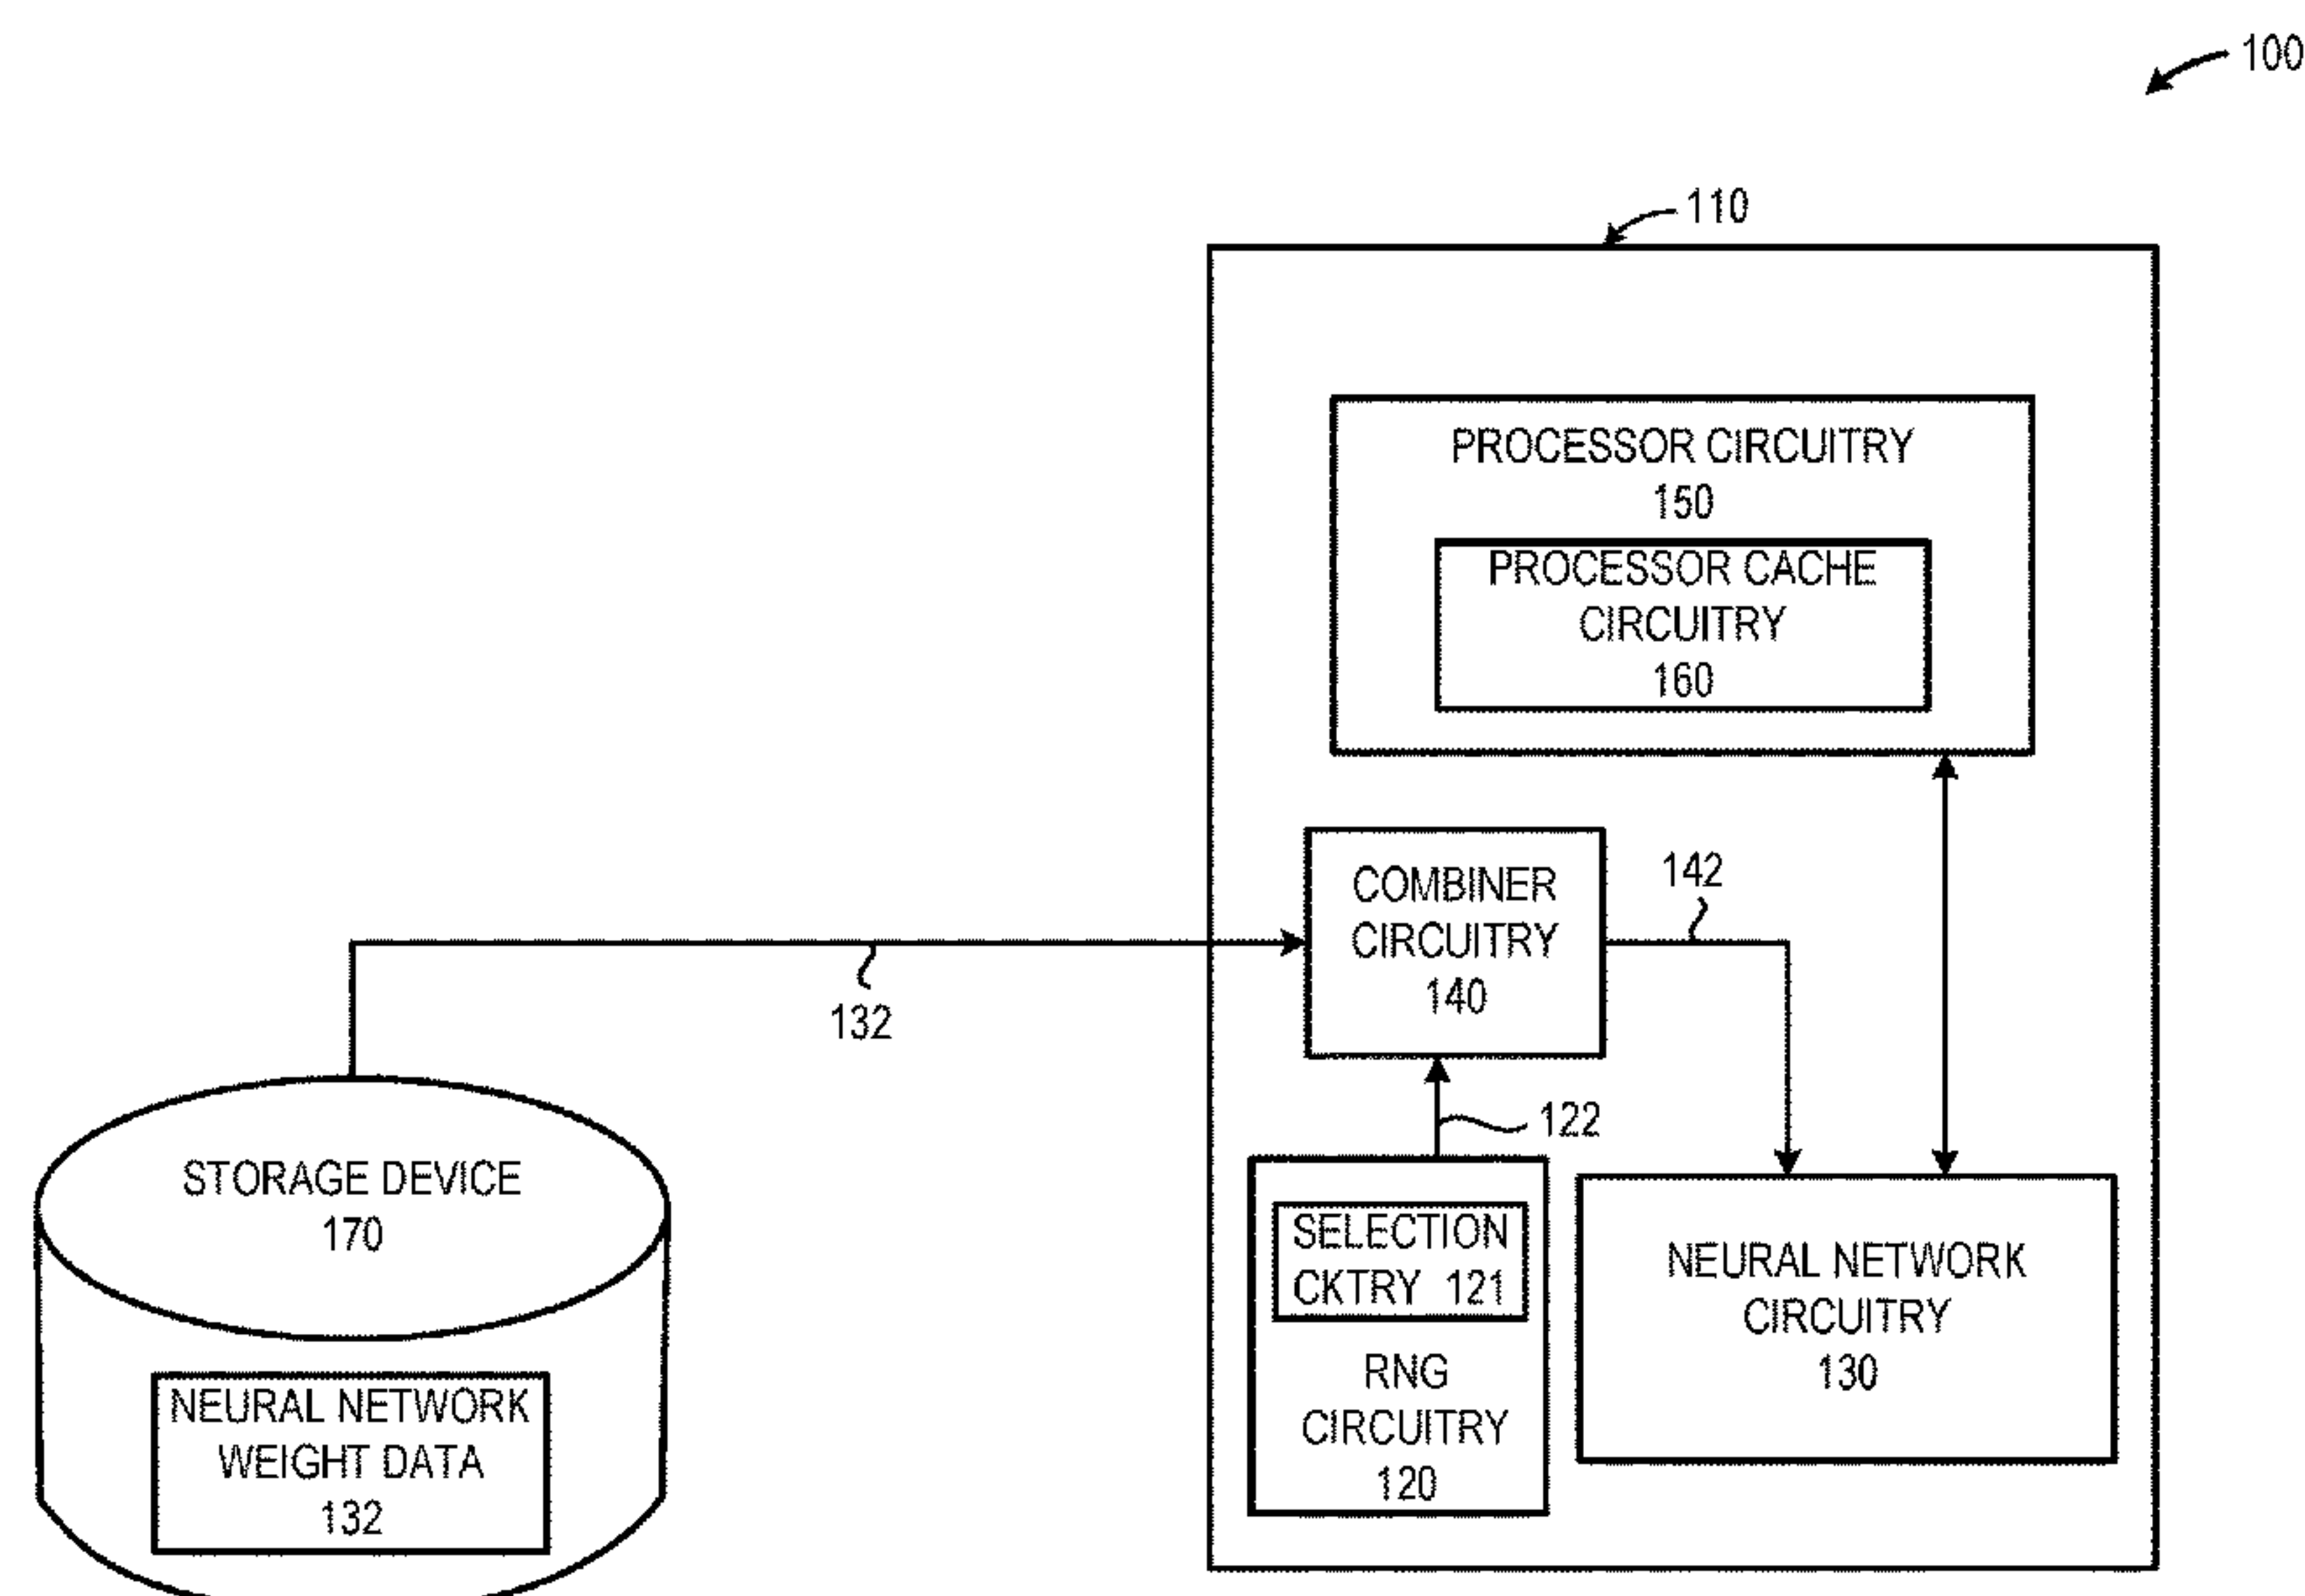 100
110
PROCESSOR CIRCUITRY
150
PROCESSOR CACHE
CIRCUITRY
160
COMBINER
CIRCUITRY
140
142
132
122
STORAGE DEVICE
170
SELECTION
CKTRY 121
RNG
CIRCUITRY
120
NEURAL NETWORK
CIRCUITRY
130
NEURAL NETWORK
WEIGHT DATA
132